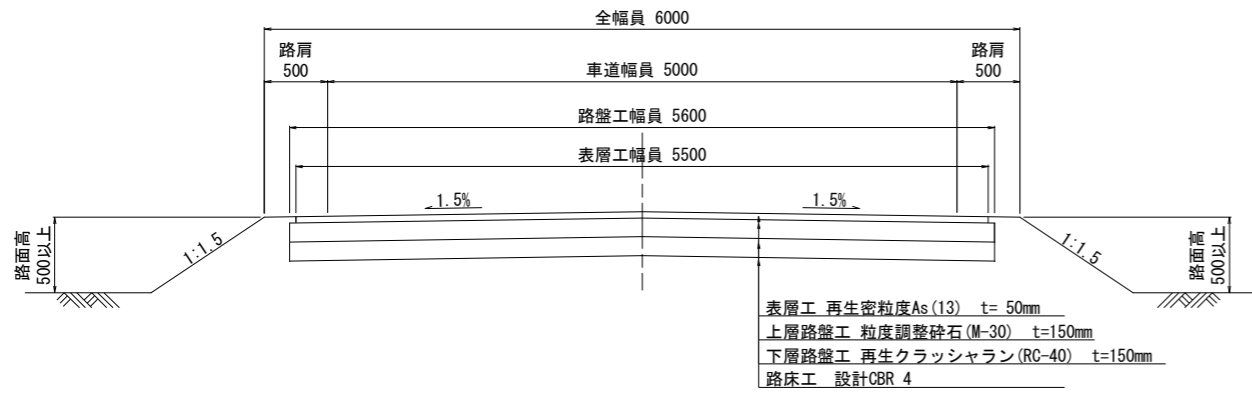 全幅員 6000
路肩
500
車道幅員 5000
路肩
500
路盤工幅員 5600
表層工幅員 5500
1.5%
1.5%
路面高
500以上
1:1.5
1:1.5
路面高
500以上
表層工 再生密粒度As(13) t= 50mm
上層路盤工 粒度調整砕石(M-30) t=150mm
下層路盤工 再生クラッシャラン(RC-40) t=150mm
路床工 設計CBR 4